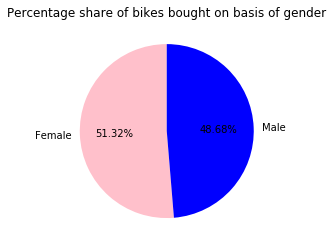 Percentage share of bikes bought on basis of gender
Female
51.32%
48.68%
Male